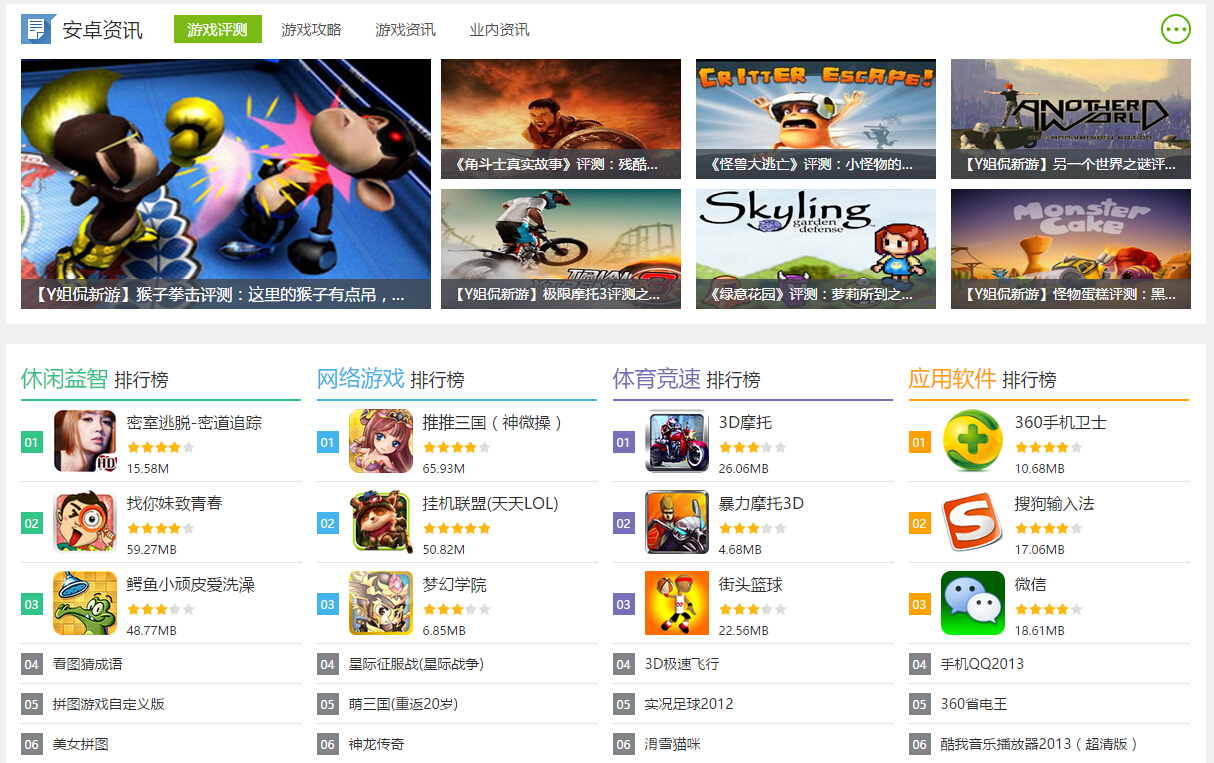 安卓资讯 游戏评测 游戏攻略 游戏资讯 业内资讯
CRITTER ESCAPE!
ANOTHER WORLD
20th anniversary edition
《角斗士真实故事》评测：残酷...
《怪兽大逃亡》评测：小怪物的...
【Y姐侃新游】另一个世界之谜评...
Skyling
garden defense
Monster Cake
TRIAL XTREME 3
【Y姐侃新游】猴子拳击评测：这里的猴子有点吊，...
【Y姐侃新游】极限摩托3评测之...
《绿意花园》评测：萝莉所到之...
【Y姐侃新游】怪物蛋糕评测：黑...
休闲益智 排行榜
01 密室逃脱-密道追踪
HD
15.58M
02 找你妹致青春
59.27MB
03 鳄鱼小顽皮爱洗澡
48.77MB
04 看图猜成语
05 拼图游戏自定义版
06 美女拼图
网络游戏 排行榜
01 推推三国（神微操）
65.93M
02 挂机联盟(天天LOL)
50.82M
03 梦幻学院
6.85MB
04 星际征服战(星际战争)
05 萌三国(重返20岁)
06 神龙传奇
体育竞速 排行榜
01 3D摩托
26.06MB
02 暴力摩托3D
4.68MB
03 街头篮球
22.56MB
04 3D极速飞行
05 实况足球2012
06 滑雪猫咪
应用软件 排行榜
01 360手机卫士
10.68MB
02 搜狗输入法
17.06MB
03 微信
18.61MB
04 手机QQ2013
05 360省电王
06 酷我音乐播放器2013（超清版）